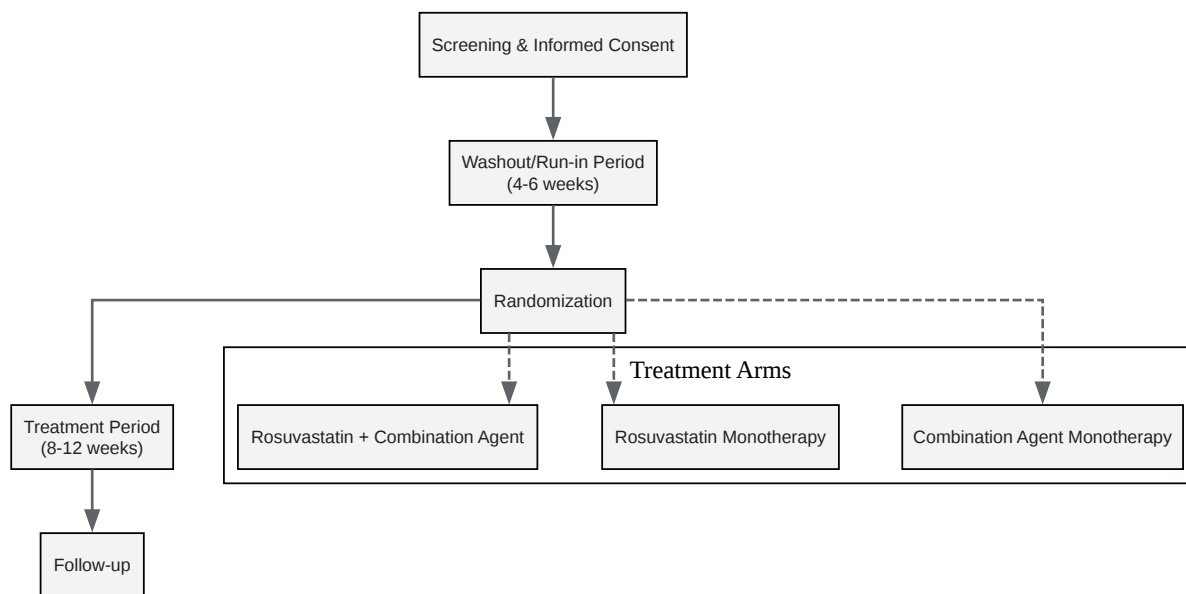 Screening & Informed Consent
Washout/Run-in Period
(4-6 weeks)
Randomization
Treatment Arms
Treatment Period
(8-12 weeks)
Rosuvastatin + Combination Agent
Rosuvastatin Monotherapy
Combination Agent Monotherapy
Follow-up